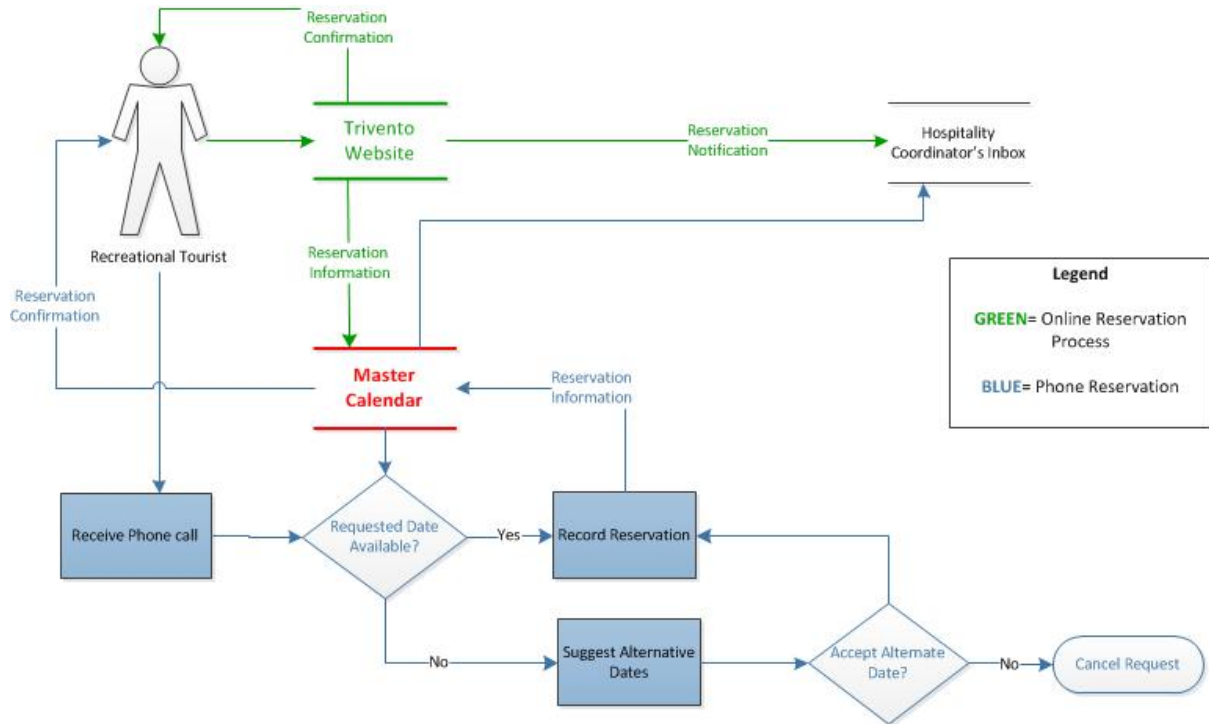 Reservation
Confirmation
Trivento
Website
Reservation
Notification
Hospitality
Coordinator's Inbox
Recreational Tourist
Reservation
Information
Reservation
Confirmation
Legend
GREEN= Online Reservation
Process
BLUE= Phone Reservation
Master
Calendar
Reservation
Information
Receive Phone call
Requested Date
Available?
Yes
Record Reservation
No
Suggest Alternative
Dates
Accept Alternate
Date?
No
Cancel Request